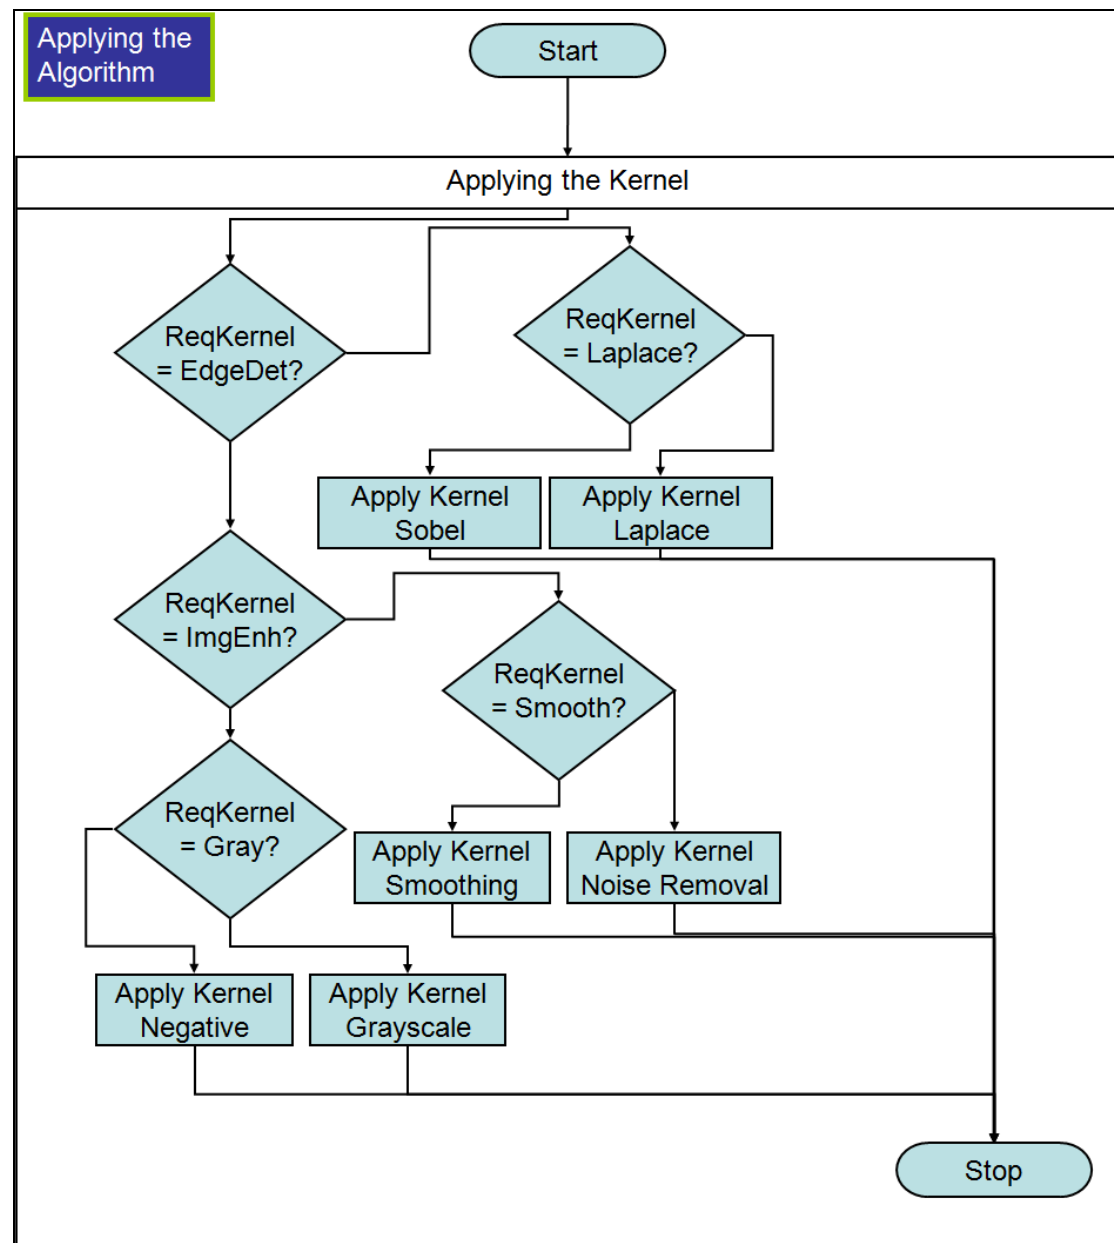 Applying the
Algorithm
Start
Applying the Kernel
ReqKernel
= EdgeDet?
ReqKernel
= Laplace?
Apply Kernel
Sobel
Apply Kernel
Laplace
ReqKernel
= ImgEnh?
ReqKernel
= Smooth?
ReqKernel
= Gray?
Apply Kernel
Smoothing
Apply Kernel
Noise Removal
Apply Kernel
Negative
Apply Kernel
Grayscale
Stop